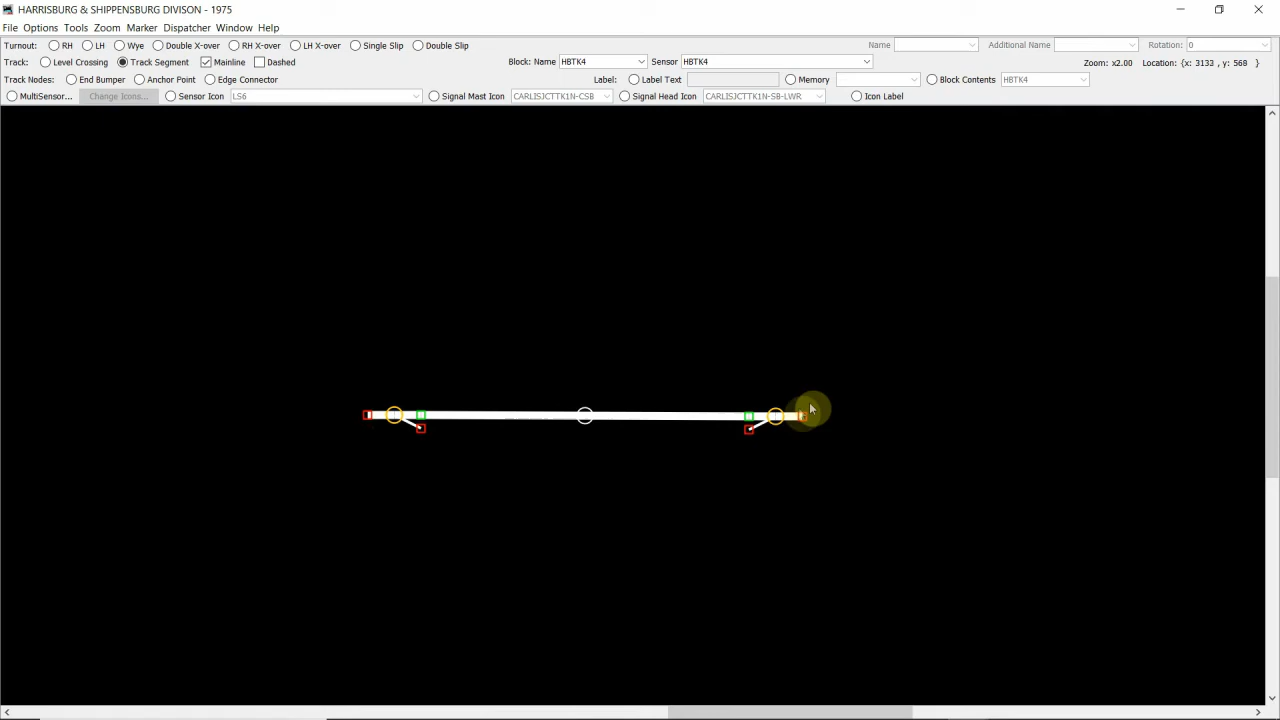 HARRISBURG & SHIPPENSBURG DIVISON - 1975
File Options Tools Zoom Marker Dispatcher Window Help
Turnout: RH LH Wye Double X-over RH X-over LH X-over Single Slip Double Slip Name Additional Name Rotation: 0
Track: Level Crossing Track Segment Mainline Dashed Block: Name HBTK4 Sensor HBTK4 Zoom: x2.00 Location: {x: 3133 , y: 568 }
Track Nodes: End Bumper Anchor Point Edge Connector Label: Label Text Memory Block Contents HBTK4
MultiSensor... Change Icons... Sensor Icon LS6 Signal Mast Icon CARLISJCTTK1N-CSB Signal Head Icon CARLISJCTTK1N-SB-LWR Icon Label